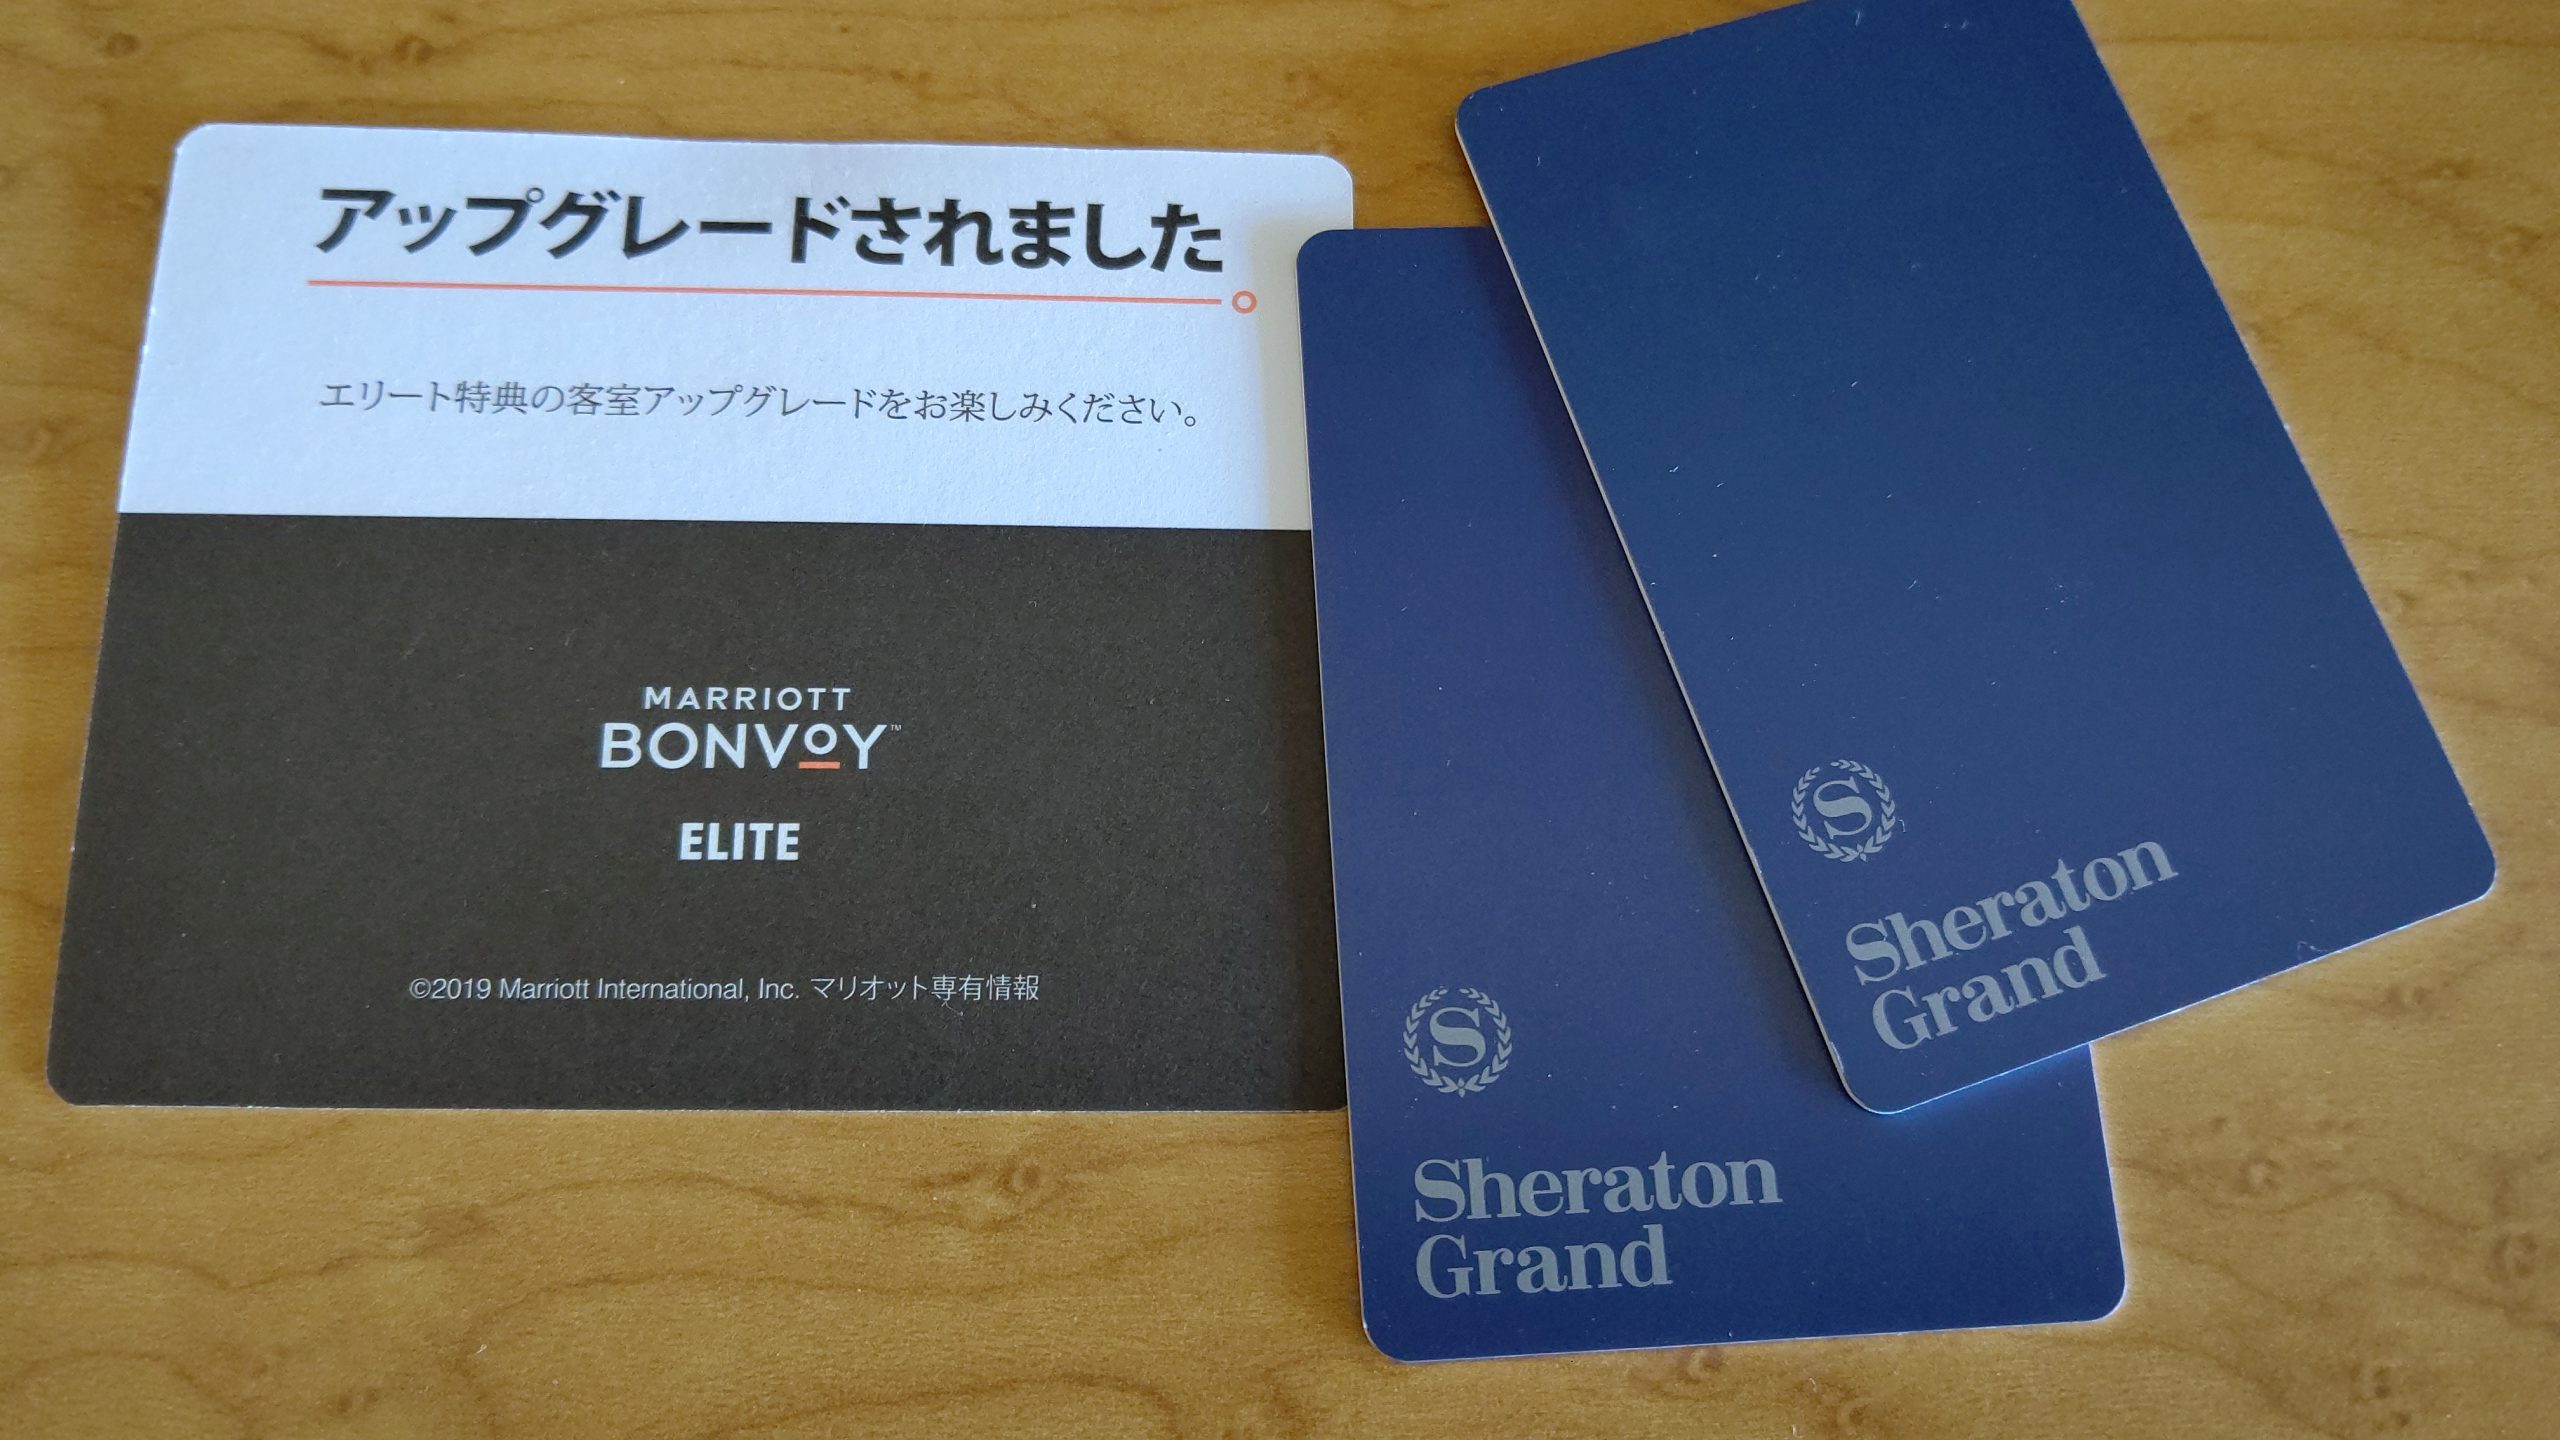 アップグレードされました
エリート特典の客室アップグレードをお楽しみください。
MARRIOTT
BONVOY™
ELITE
©2019 Marriott International, Inc. マリオット専有情報
S
Sheraton
Grand
S
Sheraton
Grand